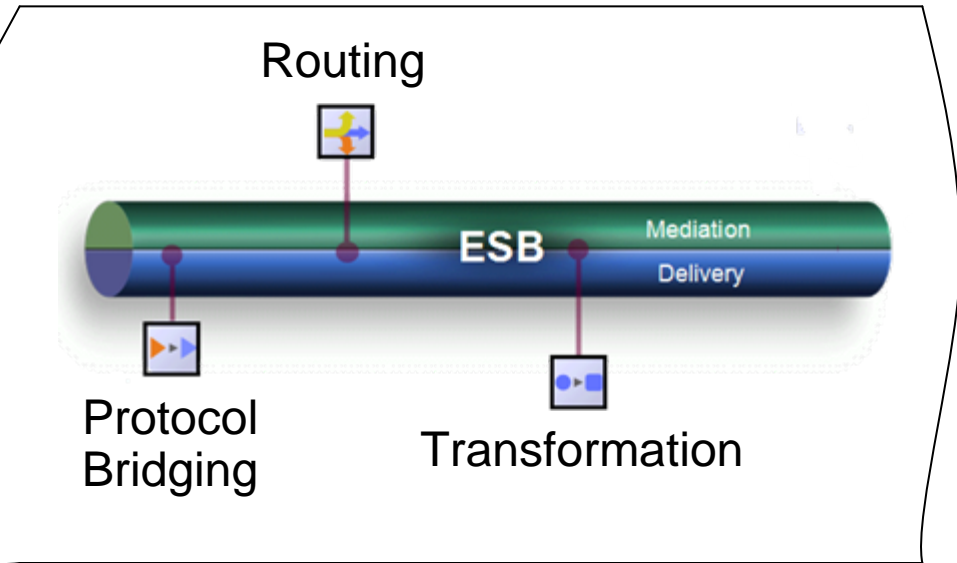 Routing
ESB
Mediation
Delivery
Protocol
Bridging
Transformation